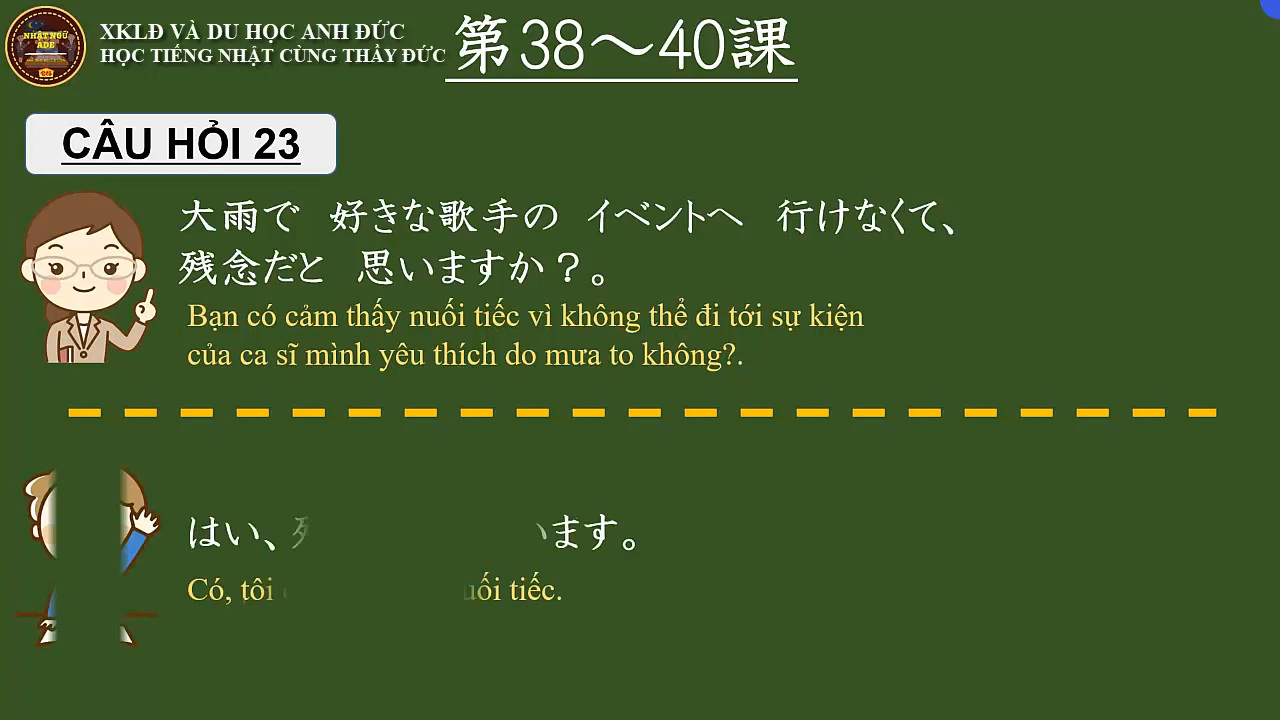 NHẬT NGỮ
ADE
XKLĐ VÀ DU HỌC ANH ĐỨC
HỌC TIẾNG NHẬT CÙNG THẦY ĐỨC
第38～40課
CÂU HỎI 23
大雨で 好きな歌手の イベントへ 行けなくて、
残念だと 思いますか？。
Bạn có cảm thấy nuối tiếc vì không thể đi tới sự kiện
của ca sĩ mình yêu thích do mưa to không?.
はい、 ます。
Có, tôi tiếc.